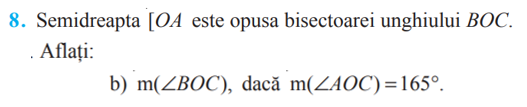 8. Semidreapta [OA este opusa bisectoarei unghiului BOC.
. Aflați:
b) m(∠BOC), dacă m(∠AOC)=165°.